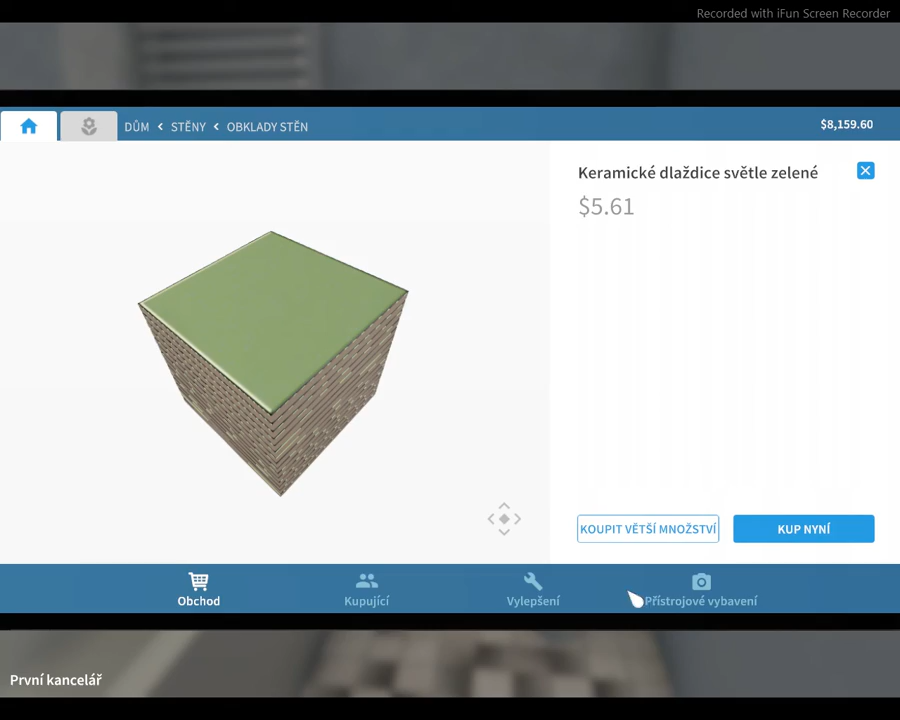 Recorded with iFun Screen Recorder
DŮM < STĚNY < OBKLADY STĚN
$8,159.60
Keramické dlaždice světle zelené
$5.61
KOUPIT VĚTŠÍ MNOŽSTVÍ
KUP NYNÍ
Obchod
Kupující
Vylepšení
Přístrojové vybavení
První kancelář